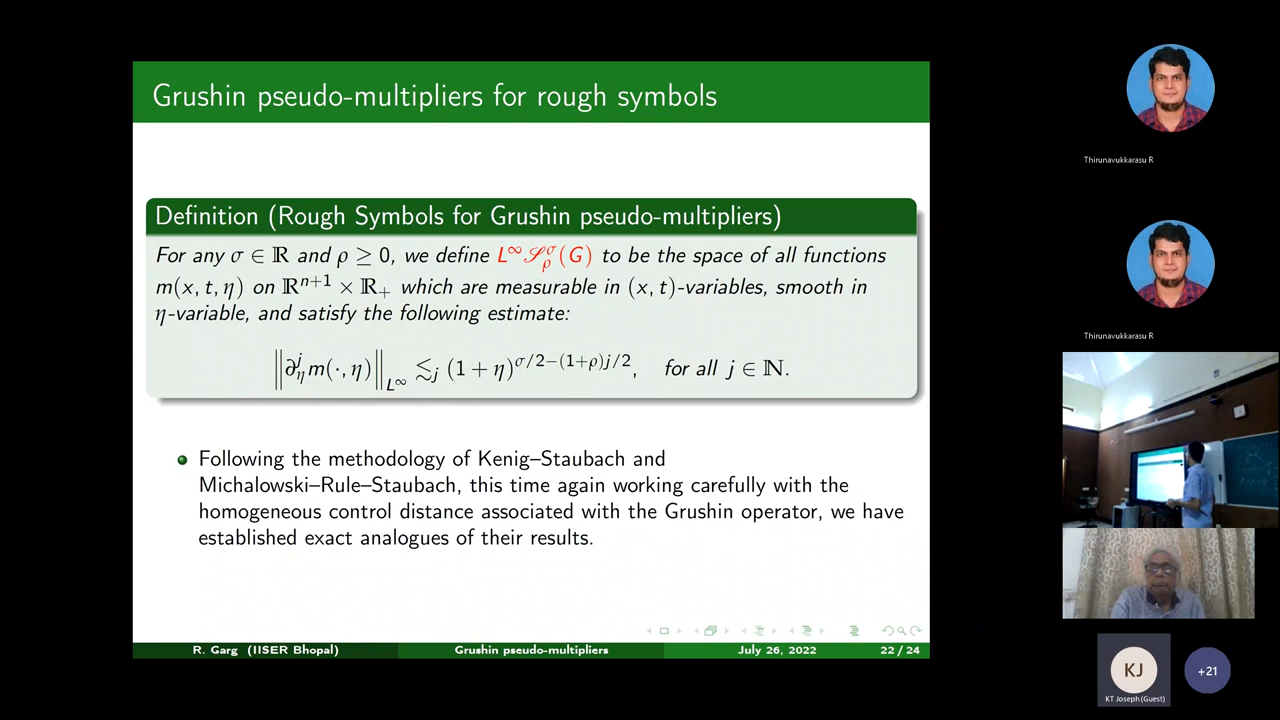 Grushin pseudo-multipliers for rough symbols
Definition (Rough Symbols for Grushin pseudo-multipliers)
For any σ ∈ ℝ and ρ ≥ 0, we define L^∞𝒮^σ_ρ(G) to be the space of all functions
m(x, t, η) on ℝ^{n+1} × ℝ_+ which are measurable in (x, t)-variables, smooth in
η-variable, and satisfy the following estimate:
‖∂^j_η m(·, η)‖_{L^∞} ≲_j (1 + η)^{σ/2−(1+ρ)j/2}, for all j ∈ ℕ.
Following the methodology of Kenig–Staubach and
Michalowski–Rule–Staubach, this time again working carefully with the
homogeneous control distance associated with the Grushin operator, we have
established exact analogues of their results.
R. Garg (IISER Bhopal) Grushin pseudo-multipliers July 26, 2022 22 / 24
Thirunavukkarasu R
Thirunavukkarasu R
KJ
KT Joseph (Guest)
+21